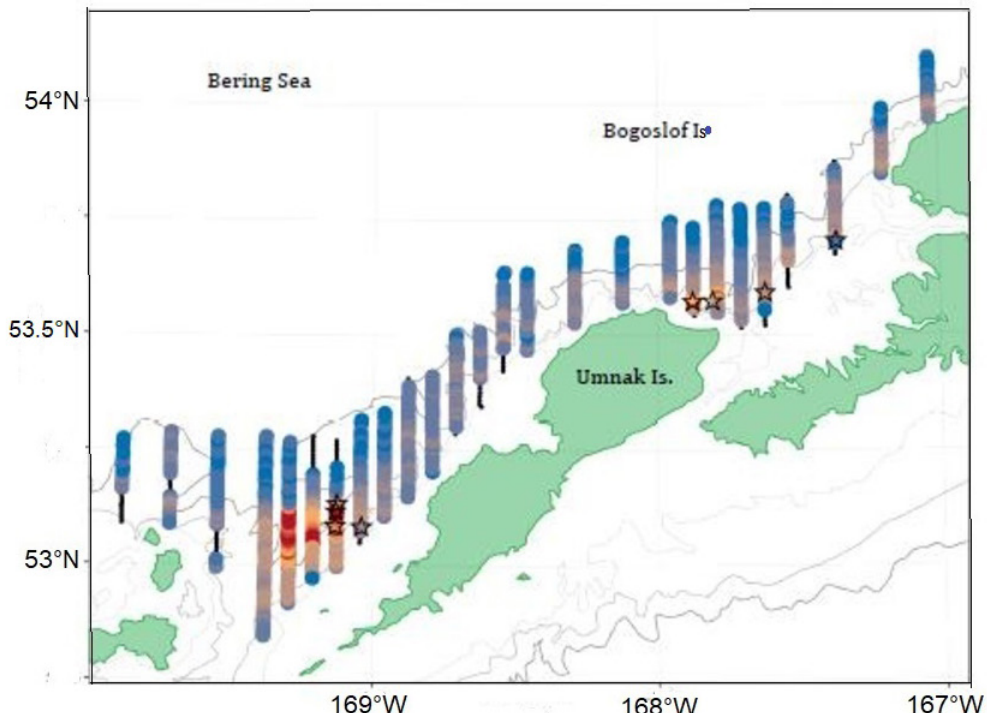 Bering Sea
54°N
Bogoslof Is
53.5°N
Umnak Is.
53°N
169°W
168°W
167°W